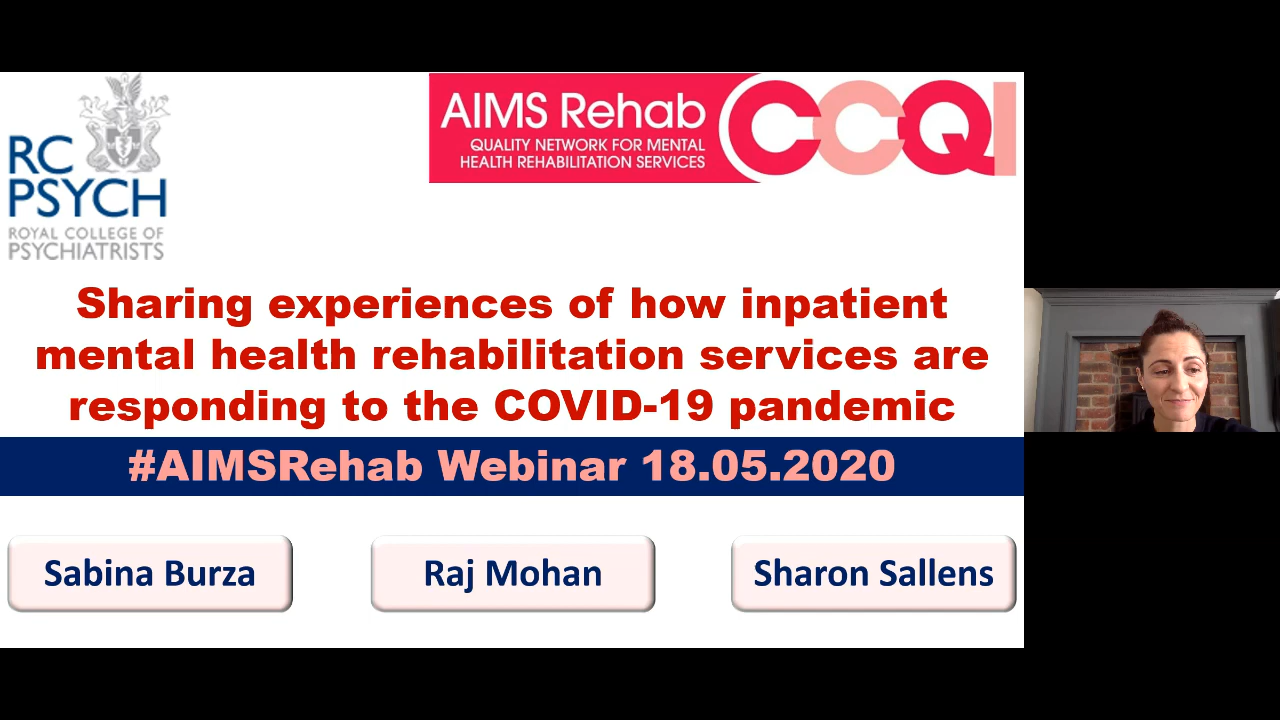 RC
PSYCH
ROYAL COLLEGE OF
PSYCHIATRISTS
AIMS Rehab
QUALITY NETWORK FOR MENTAL
HEALTH REHABILITATION SERVICES
CCQI
Sharing experiences of how inpatient
mental health rehabilitation services are
responding to the COVID-19 pandemic
#AIMSRehab Webinar 18.05.2020
Sabina Burza
Raj Mohan
Sharon Sallens